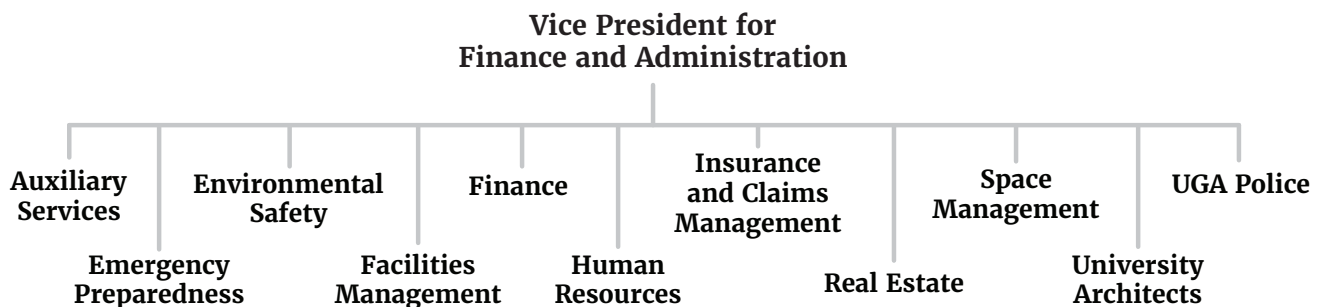 Vice President for
Finance and Administration
Auxiliary
Services
Emergency
Preparedness
Environmental
Safety
Facilities
Management
Finance
Human
Resources
Insurance
and Claims
Management
Real Estate
Space
Management
University
Architects
UGA Police